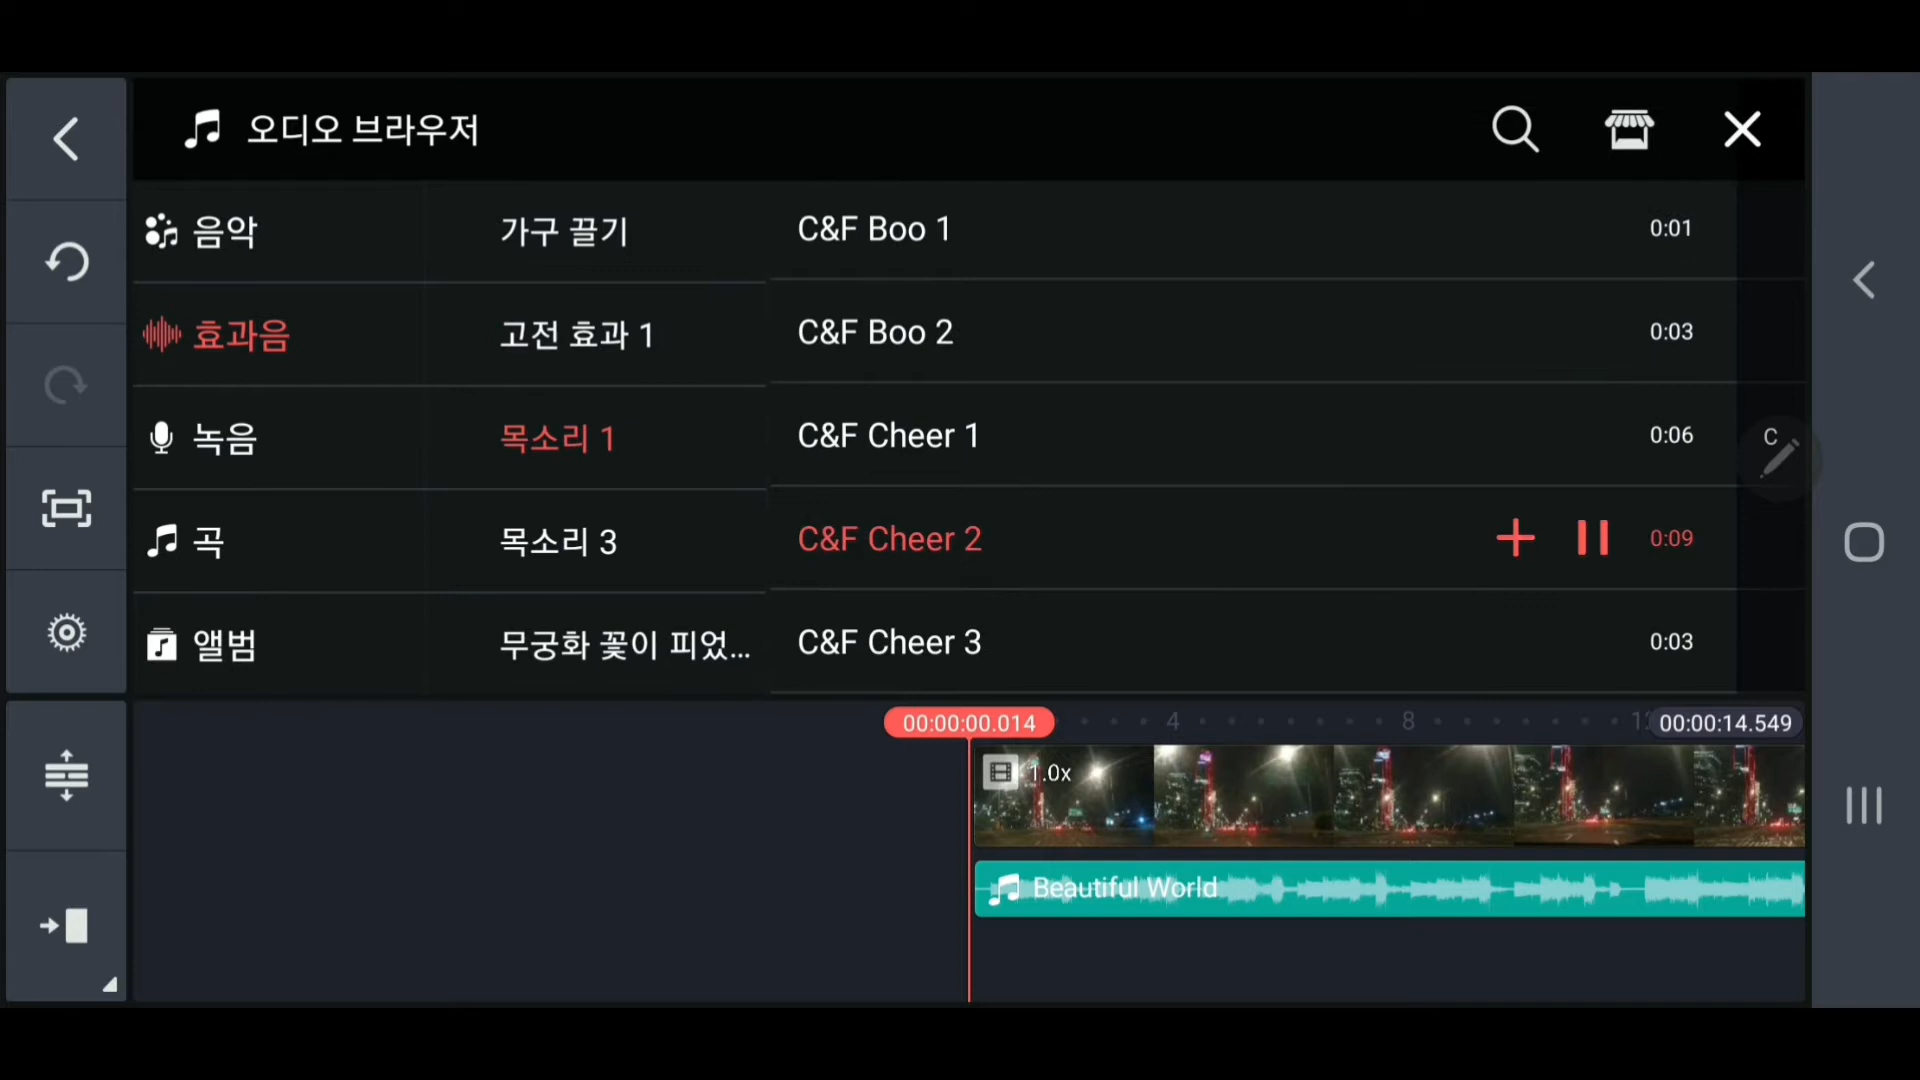 오디오 브라우저
음악 가구 끌기 C&F Boo 1 0:01
효과음 고전 효과 1 C&F Boo 2 0:03
녹음 목소리 1 C&F Cheer 1 0:06
C
곡 목소리 3 C&F Cheer 2 0:09
앨범 무궁화 꽃이 피었... C&F Cheer 3 0:03
00:00:00.014 4 8 00:00:14.549
1.0x
Beautiful World